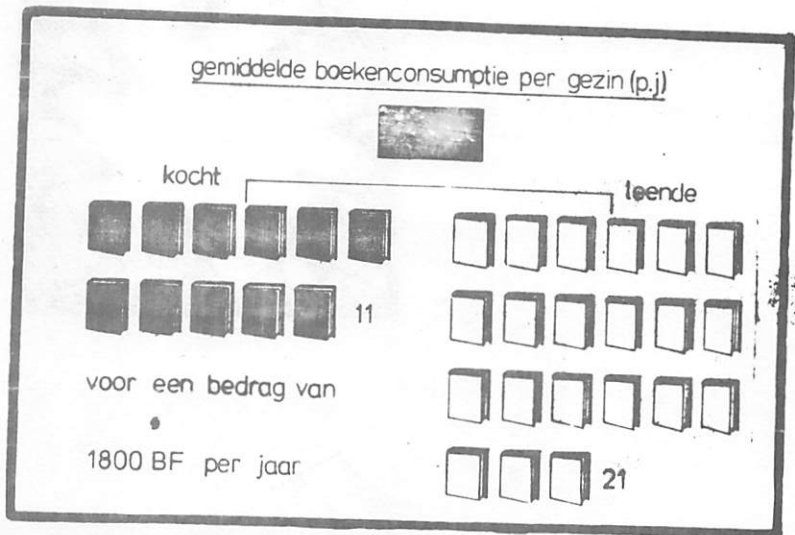 gemiddelde boekenconsumptie per gezin (p.j)
kocht
leende
11
voor een bedrag van
1800 BF per jaar
21